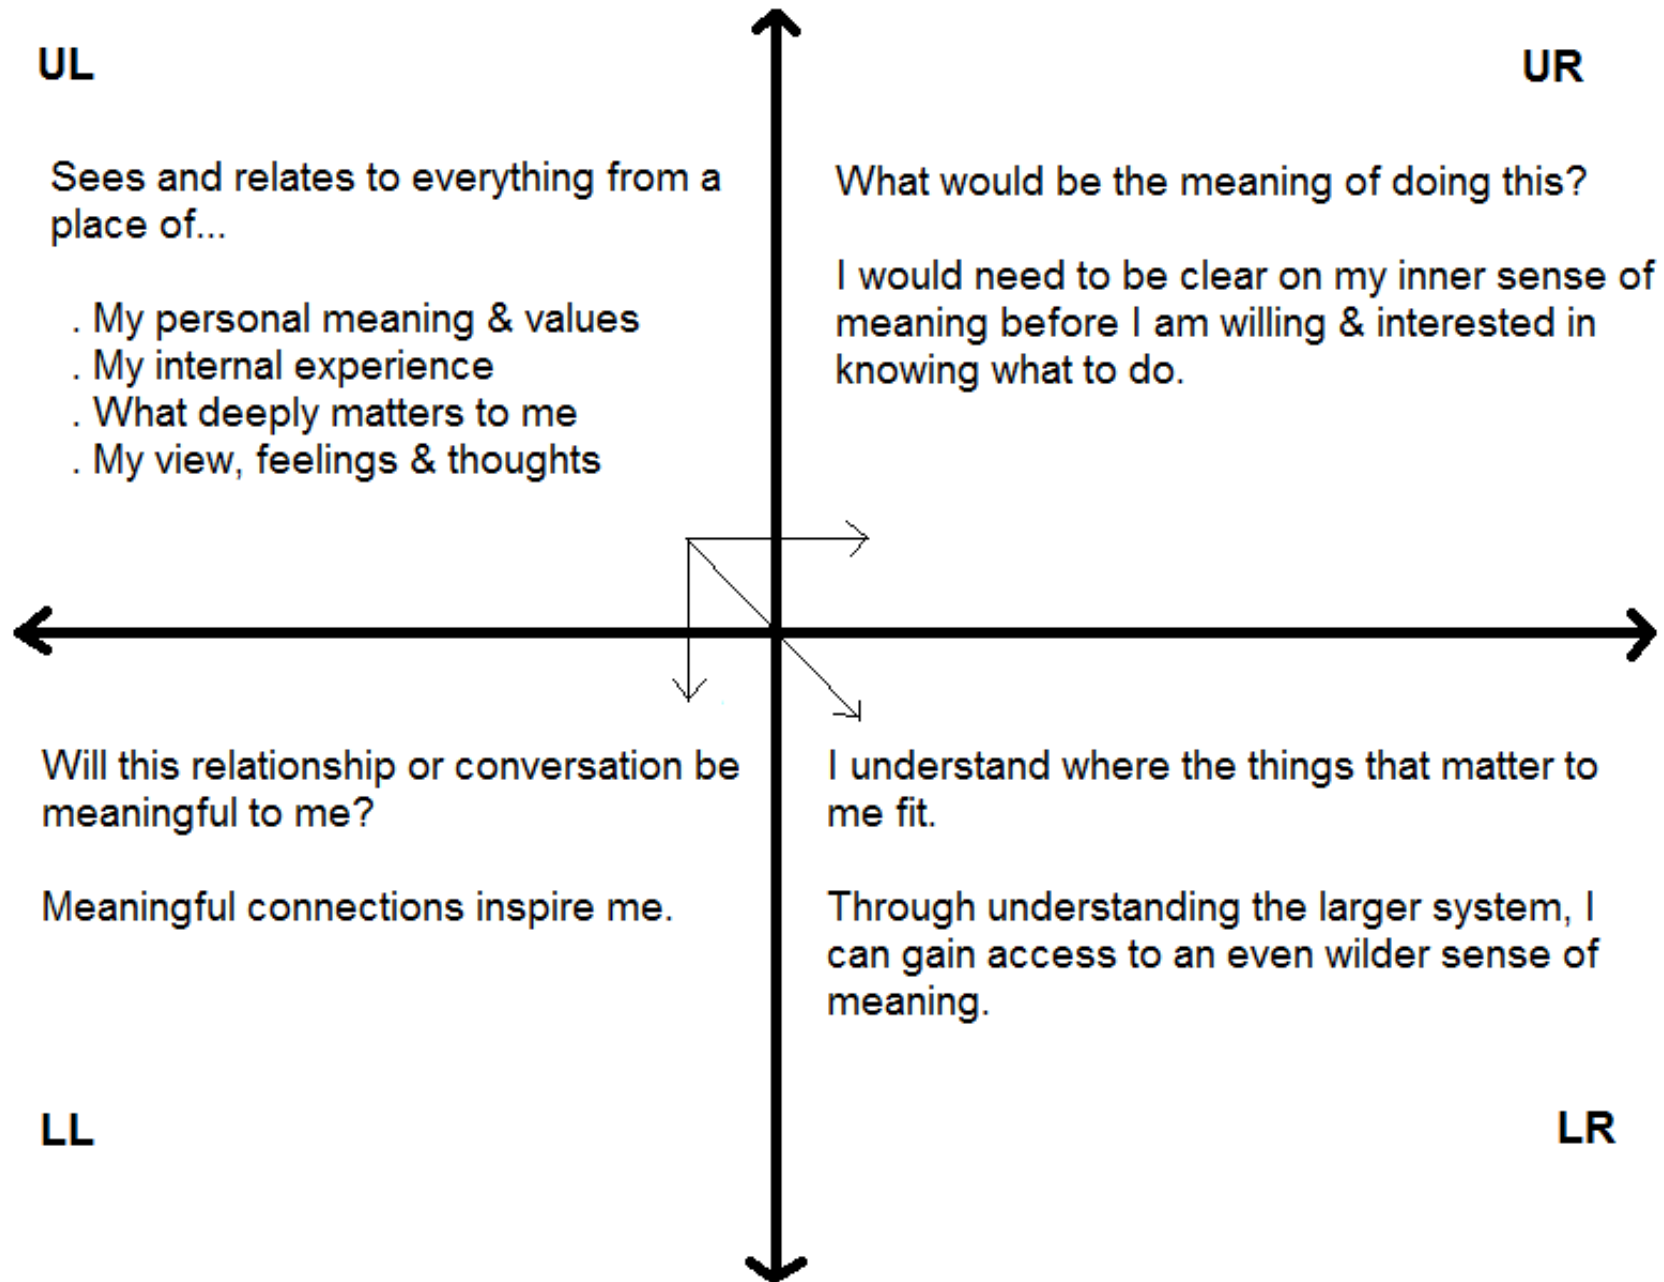 UL
Sees and relates to everything from a
place of...
. My personal meaning & values
. My internal experience
. What deeply matters to me
. My view, feelings & thoughts
UR
What would be the meaning of doing this?
I would need to be clear on my inner sense of
meaning before I am willing & interested in
knowing what to do.
Will this relationship or conversation be
meaningful to me?
Meaningful connections inspire me.
LL
I understand where the things that matter to
me fit.
Through understanding the larger system, I
can gain access to an even wilder sense of
meaning.
LR